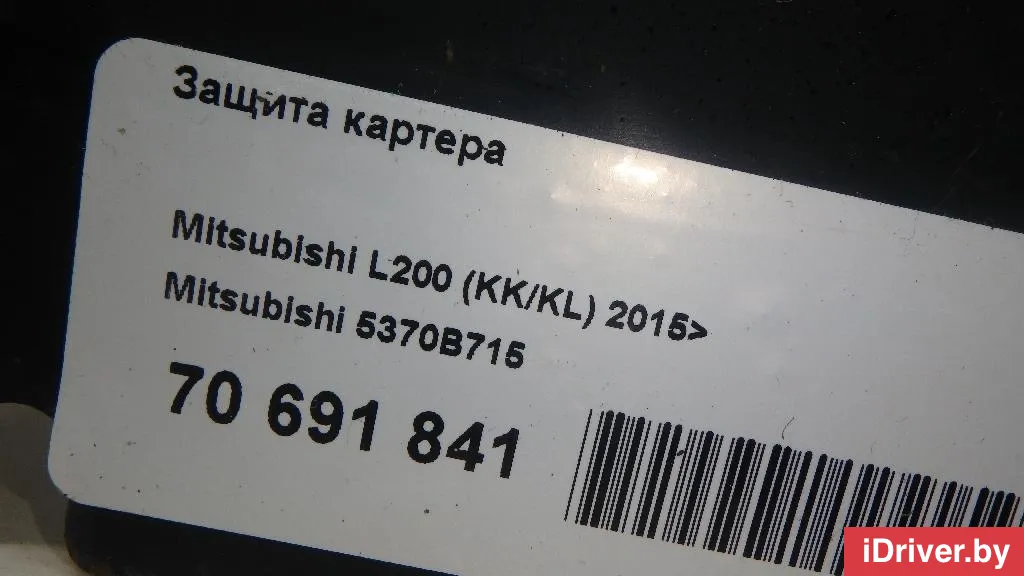 Защита картера
Mitsubishi L200 (KK/KL) 2015>
Mitsubishi 5370B715
70 691 841
iDriver.by